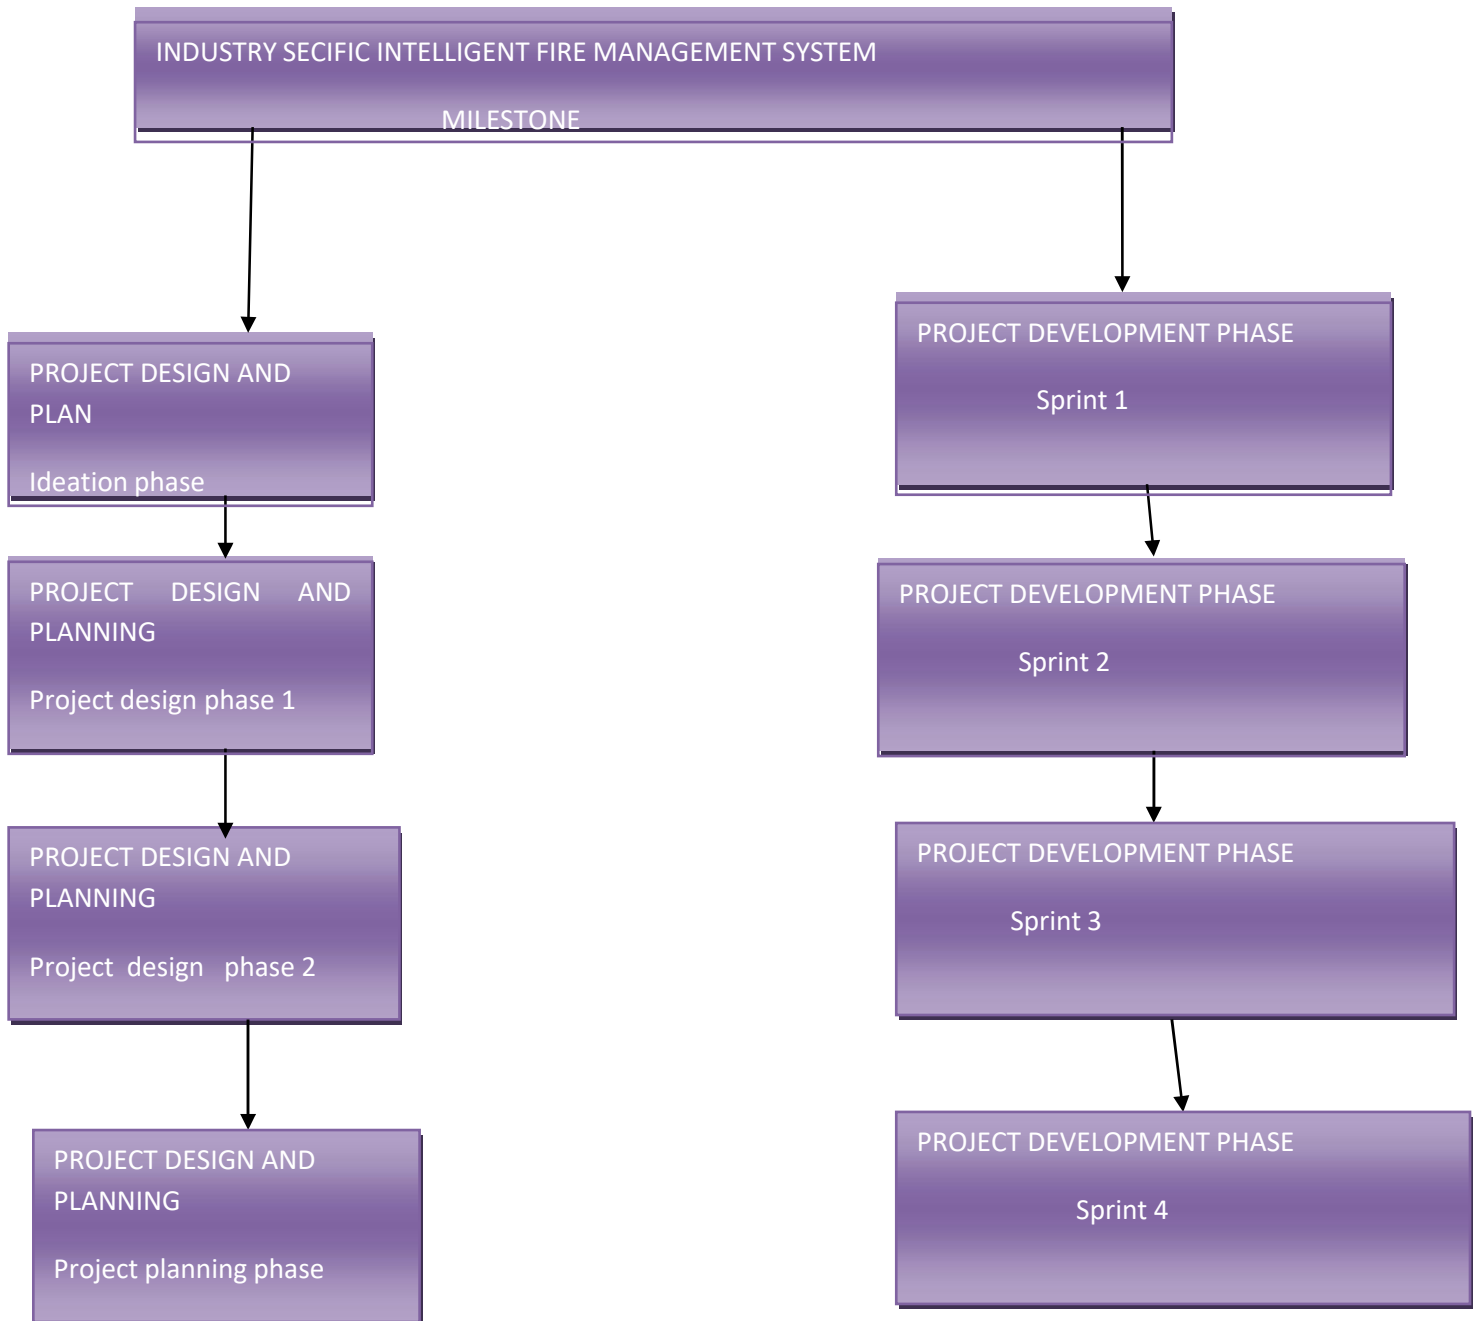 INDUSTRY SECIFIC INTELLIGENT FIRE MANAGEMENT SYSTEM
MILESTONE
PROJECT DESIGN AND
PLAN
Ideation phase
PROJECT DESIGN AND
PLANNING
Project design phase 1
PROJECT DESIGN AND
PLANNING
Project design phase 2
PROJECT DESIGN AND
PLANNING
Project planning phase
PROJECT DEVELOPMENT PHASE
Sprint 1
PROJECT DEVELOPMENT PHASE
Sprint 2
PROJECT DEVELOPMENT PHASE
Sprint 3
PROJECT DEVELOPMENT PHASE
Sprint 4